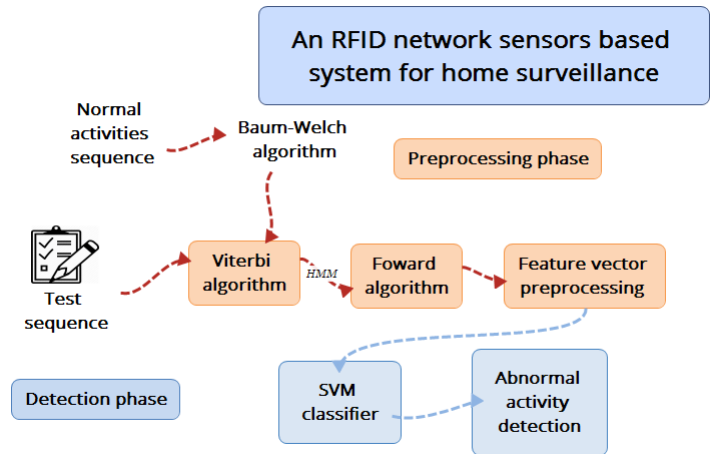 An RFID network sensors based
system for home surveillance
Normal
activities
sequence
Baum-Welch
algorithm
Preprocessing phase
Test
sequence
Viterbi
algorithm
HMM
Foward
algorithm
Feature vector
preprocessing
Detection phase
SVM
classifier
Abnormal
activity
detection